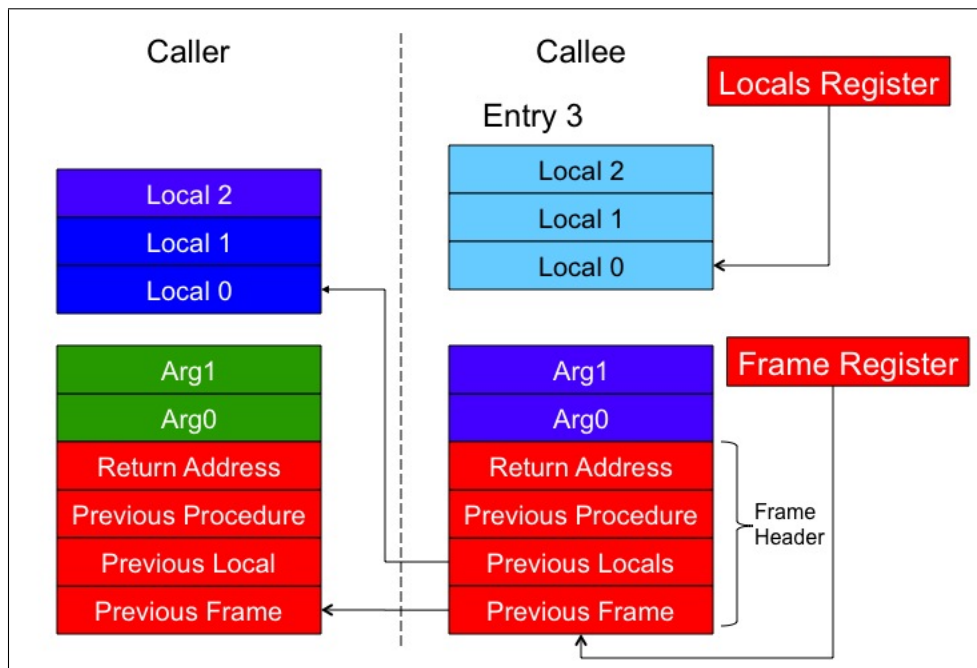 Caller
Callee
Locals Register
Entry 3
Local 2
Local 1
Local 0
Local 2
Local 1
Local 0
Arg1
Arg0
Return Address
Previous Procedure
Previous Local
Previous Frame
Arg1
Arg0
Return Address
Previous Procedure
Previous Locals
Previous Frame
Frame Register
Frame
Header